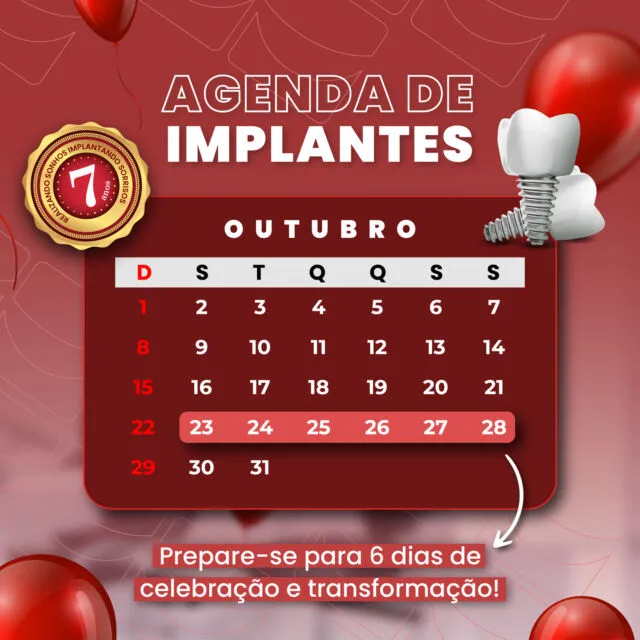 AGENDA DE
IMPLANTES
REALIZANDO SONHOS IMPLANTANDO SORRISOS
7
anos
OUTUBRO
D S T Q Q S S
1 2 3 4 5 6 7
8 9 10 11 12 13 14
15 16 17 18 19 20 21
22 23 24 25 26 27 28
29 30 31
Prepare-se para 6 dias de
celebração e transformação!